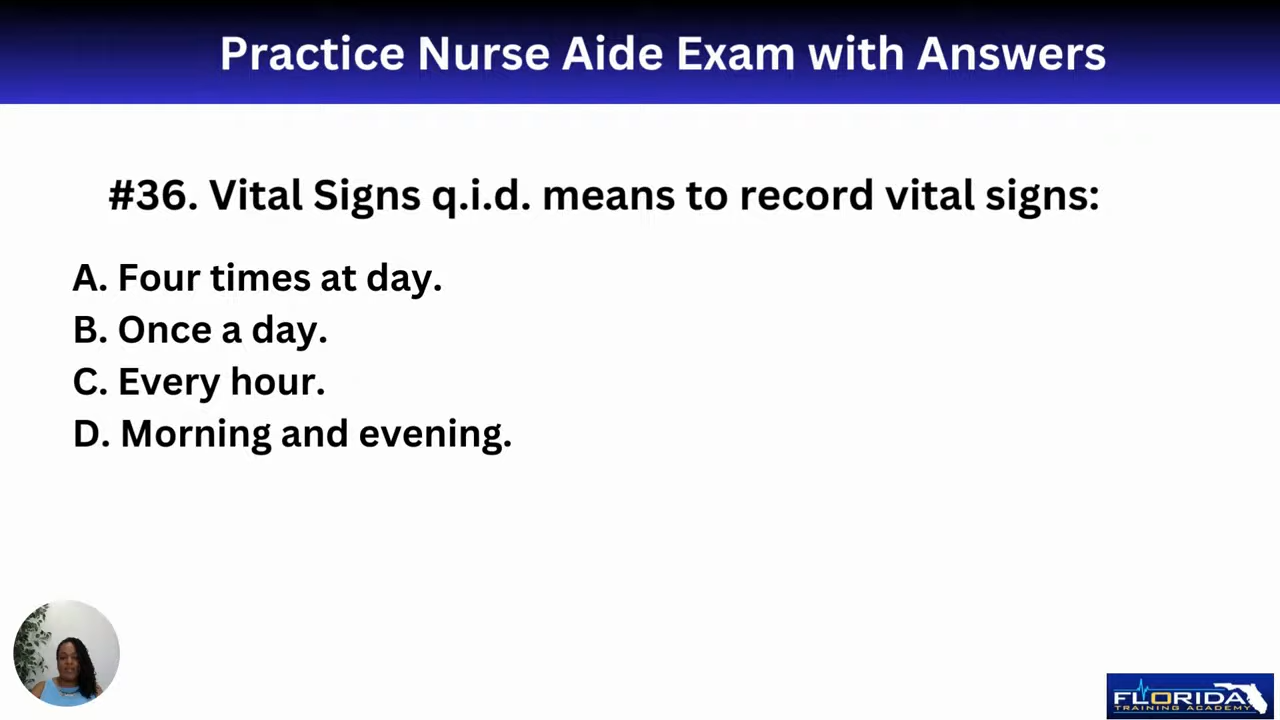 Practice Nurse Aide Exam with Answers
#36. Vital Signs q.i.d. means to record vital signs:
A. Four times at day.
B. Once a day.
C. Every hour.
D. Morning and evening.
FLORIDA
TRAINING ACADEMY